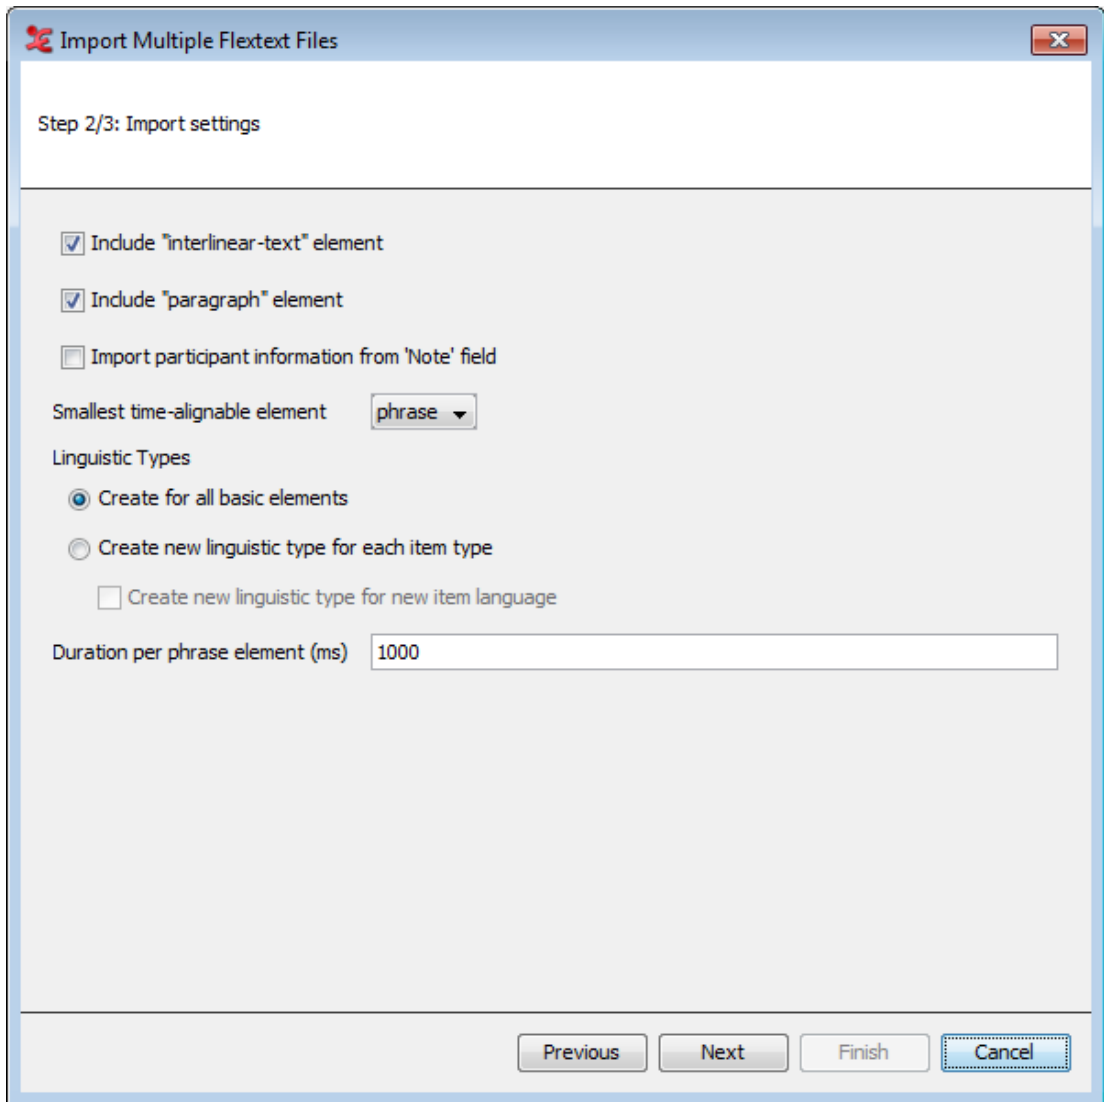 Import Multiple Flextext Files
Step 2/3: Import settings
Include "interlinear-text" element
Include "paragraph" element
Import participant information from 'Note' field
Smallest time-alignable element phrase
Linguistic Types
Create for all basic elements
Create new linguistic type for each item type
Create new linguistic type for new item language
Duration per phrase element (ms) 1000
Previous Next Finish Cancel